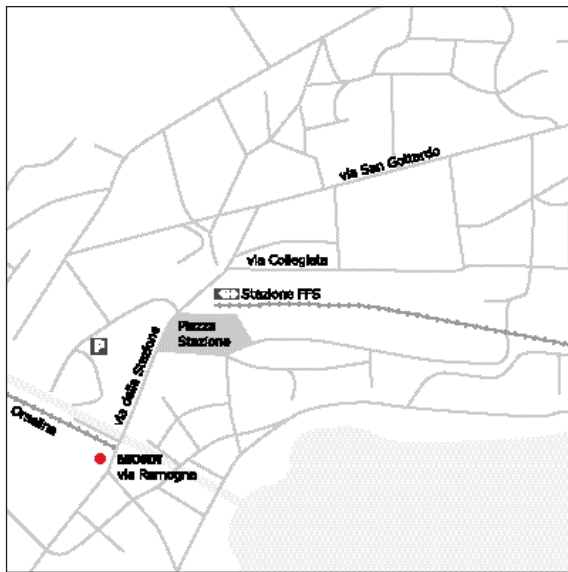 via San Gottardo
via Collegiata
Stazione FFS
Piazza
Stazione
P
via della Stazione
Orselina
via Ramogna